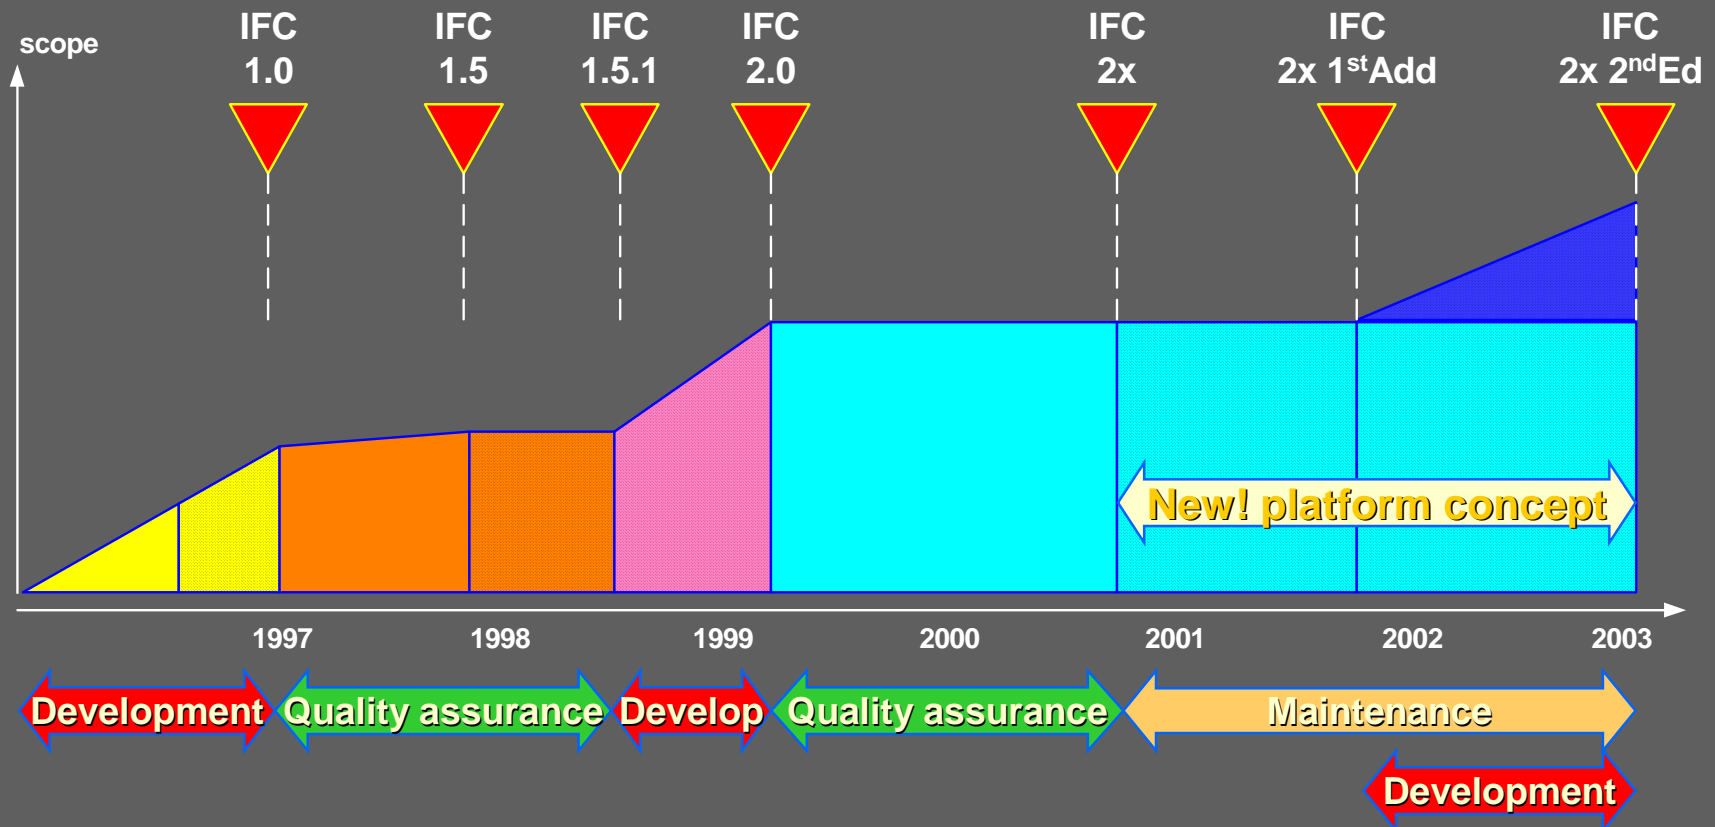 scope
IFC
1.0
IFC
1.5
IFC
1.5.1
IFC
2.0
IFC
2x
IFC
2x 1stAdd
IFC
2x 2ndEd
New! platform concept
1997 1998 1999 2000 2001 2002 2003
Development Quality assurance Develop Quality assurance Maintenance
Development